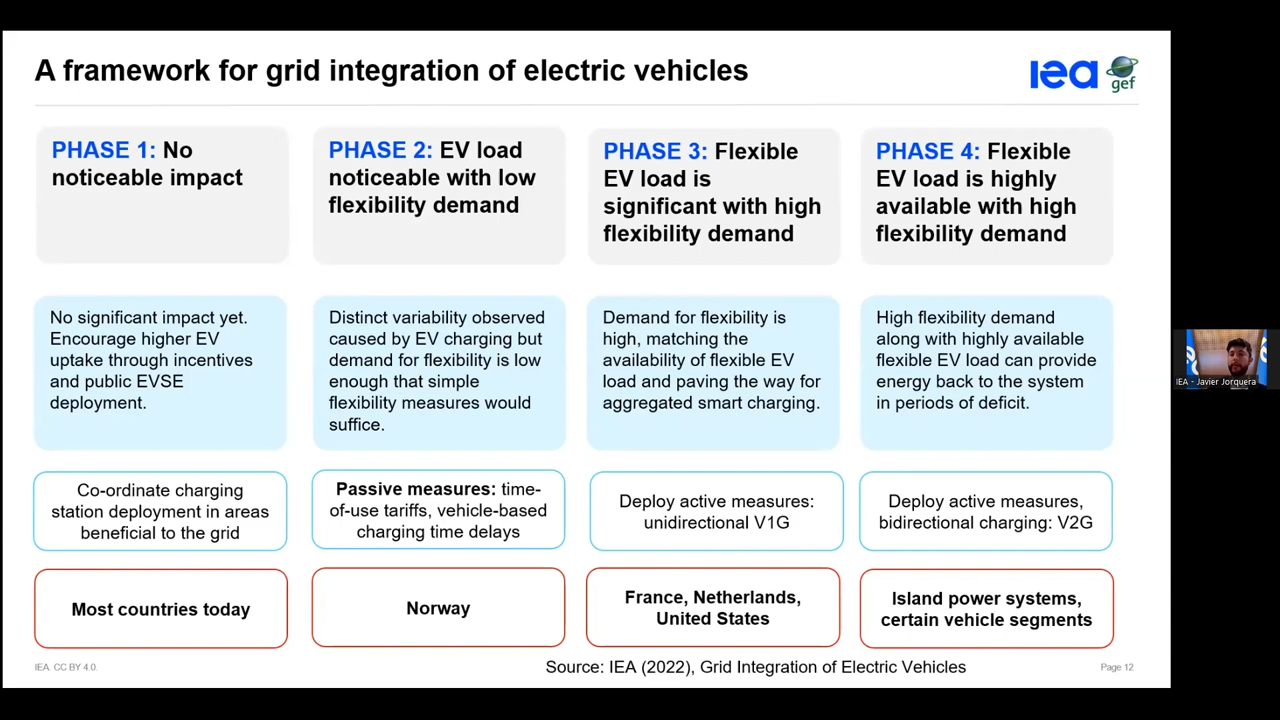 A framework for grid integration of electric vehicles
iea
gef
PHASE 1: No
noticeable impact
PHASE 2: EV load
noticeable with low
flexibility demand
PHASE 3: Flexible
EV load is
significant with high
flexibility demand
PHASE 4: Flexible
EV load is highly
available with high
flexibility demand
No significant impact yet.
Encourage higher EV
uptake through incentives
and public EVSE
deployment.
Distinct variability observed
caused by EV charging but
demand for flexibility is low
enough that simple
flexibility measures would
suffice.
Demand for flexibility is
high, matching the
availability of flexible EV
load and paving the way for
aggregated smart charging.
High flexibility demand
along with highly available
flexible EV load can provide
energy back to the system
in periods of deficit.
Co-ordinate charging
station deployment in areas
beneficial to the grid
Passive measures: time-
of-use tariffs, vehicle-based
charging time delays
Deploy active measures:
unidirectional V1G
Deploy active measures,
bidirectional charging: V2G
Most countries today
Norway
France, Netherlands,
United States
Island power systems,
certain vehicle segments
IEA. CC BY 4.0.
Source: IEA (2022), Grid Integration of Electric Vehicles
Page 12
IEA - Javier Jorquera